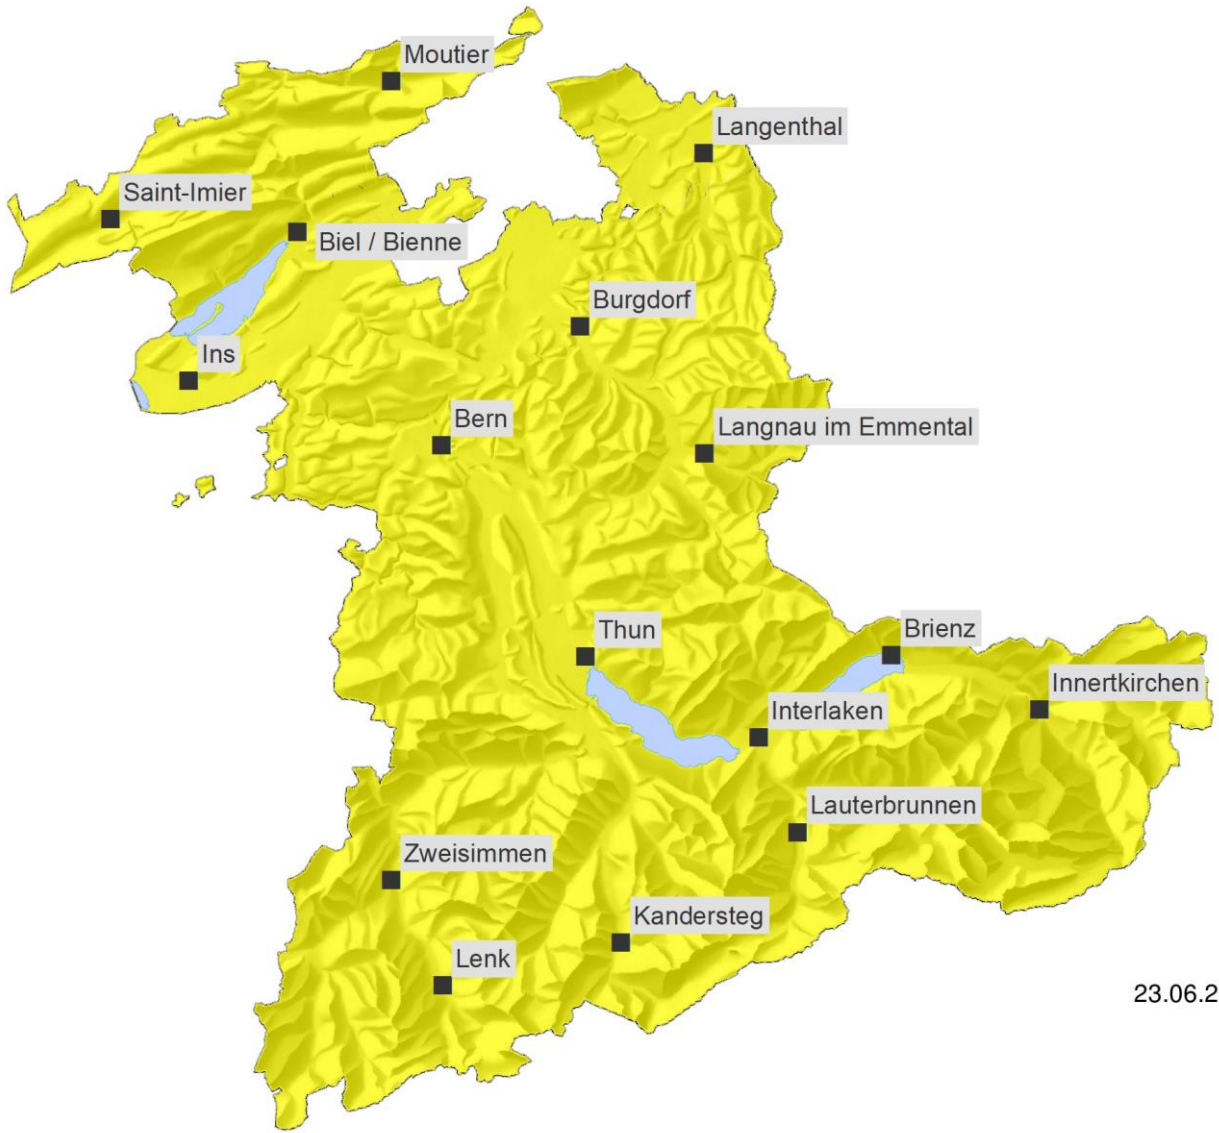 Moutier
Langenthal
Saint-Imier
Biel / Bienne
Burgdorf
Ins
Bern
Langnau im Emmental
Thun
Brienz
Innertkirchen
Interlaken
Lauterbrunnen
Zweisimmen
Kandersteg
Lenk
23.06.2